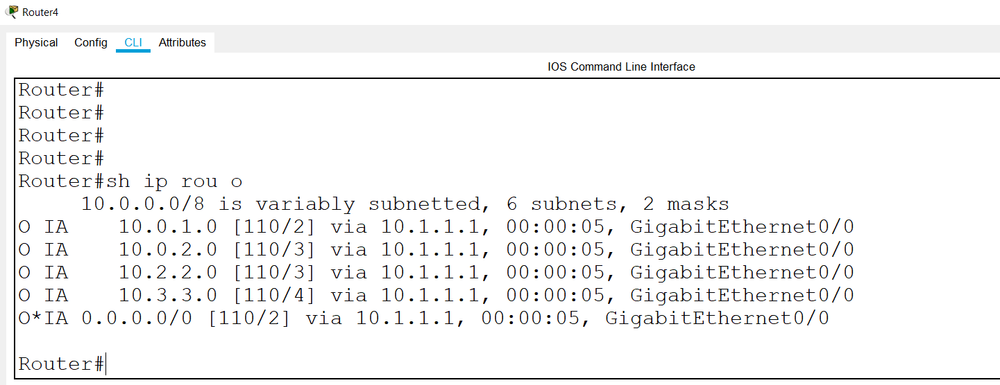 Router4
Physical Config CLI Attributes
IOS Command Line Interface
Router#
Router#
Router#
Router#
Router#sh ip rou o
10.0.0.0/8 is variably subnetted, 6 subnets, 2 masks
O IA 10.0.1.0 [110/2] via 10.1.1.1, 00:00:05, GigabitEthernet0/0
O IA 10.0.2.0 [110/3] via 10.1.1.1, 00:00:05, GigabitEthernet0/0
O IA 10.2.2.0 [110/3] via 10.1.1.1, 00:00:05, GigabitEthernet0/0
O IA 10.3.3.0 [110/4] via 10.1.1.1, 00:00:05, GigabitEthernet0/0
O*IA 0.0.0.0/0 [110/2] via 10.1.1.1, 00:00:05, GigabitEthernet0/0
Router#